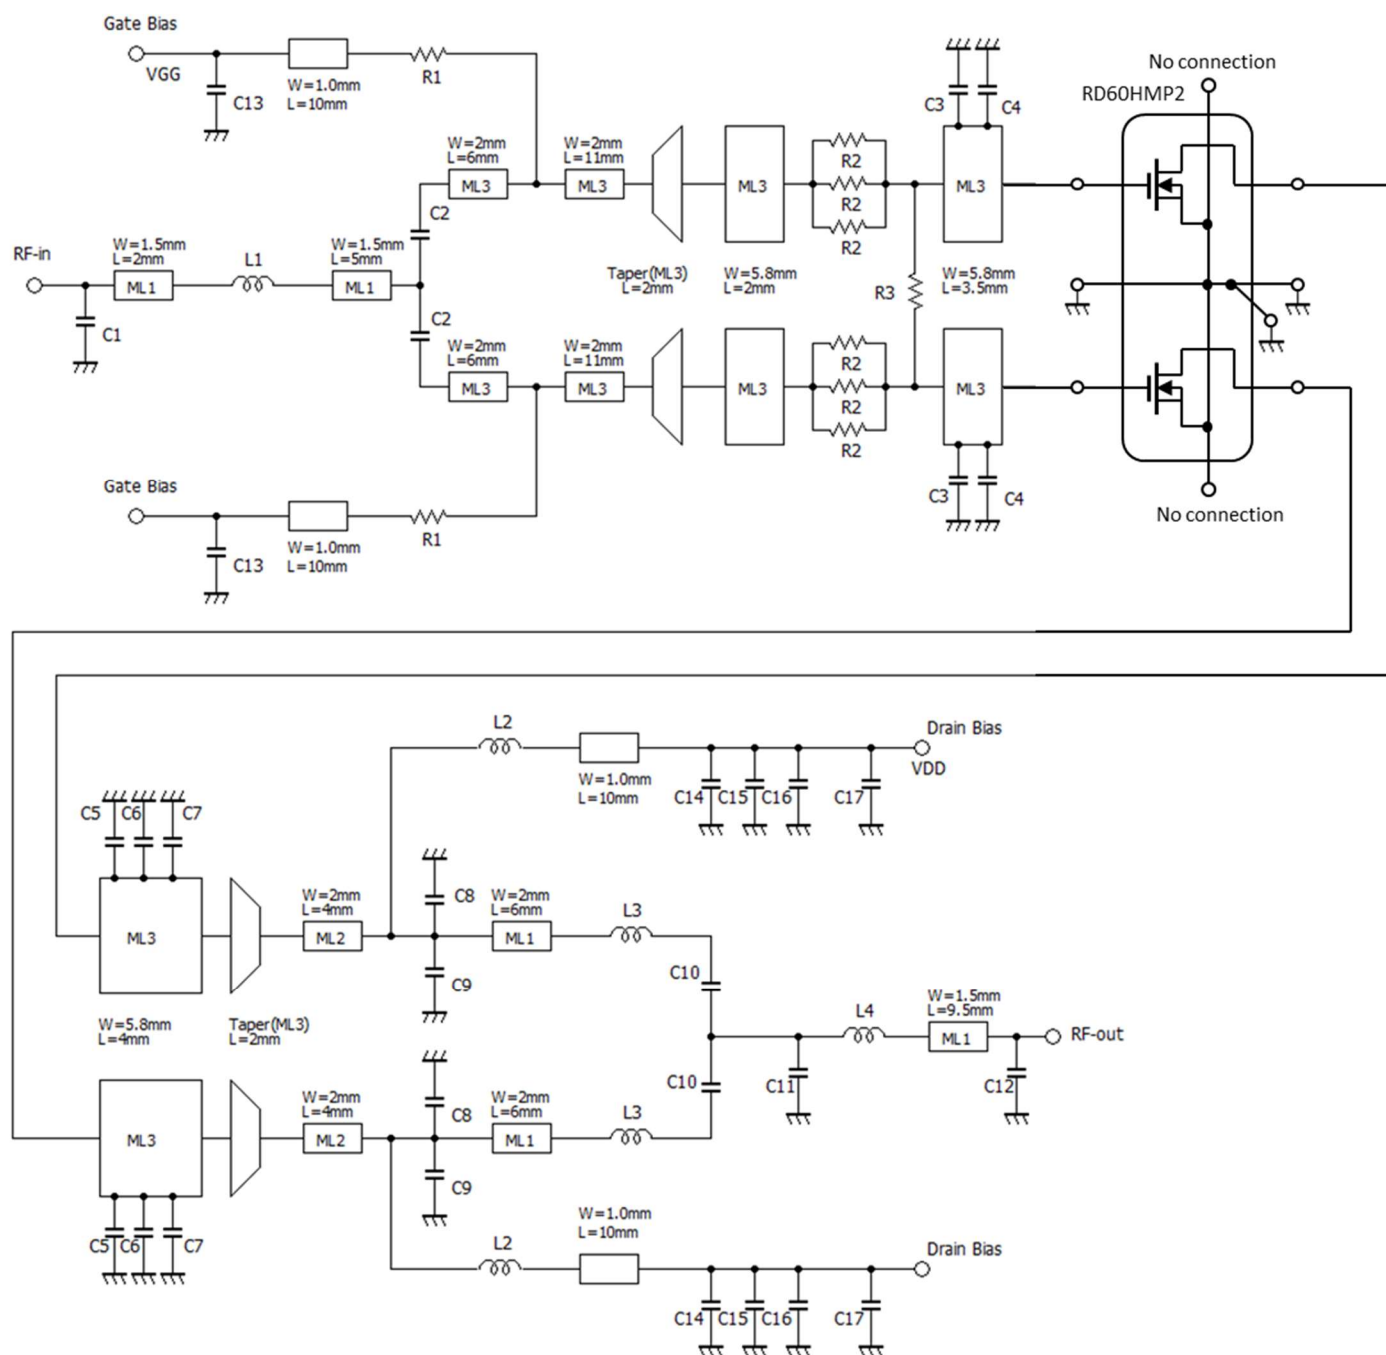 Gate Bias
VGG
C13
W=1.0mm
L=10mm
R1
No connection
RD60HMP2
C3
C4
W=2mm
L=6mm
ML3
W=2mm
L=11mm
ML3
ML3
R2
R2
R2
ML3
C2
RF-in
W=1.5mm
L=2mm
ML1
L1
W=1.5mm
L=5mm
ML1
Taper(ML3)
L=2mm
W=5.8mm
L=2mm
R3
W=5.8mm
L=3.5mm
C1
C2
W=2mm
L=6mm
ML3
W=2mm
L=11mm
ML3
ML3
R2
R2
R2
ML3
C3
C4
No connection
Gate Bias
C13
W=1.0mm
L=10mm
R1
L2
W=1.0mm
L=10mm
Drain Bias
VDD
C14
C15
C16
C17
C5
C6
C7
ML3
W=2mm
L=4mm
ML2
C8
C9
W=2mm
L=6mm
ML1
L3
C10
W=5.8mm
L=4mm
Taper(ML3)
L=2mm
L4
W=1.5mm
L=9.5mm
ML1
RF-out
C11
C12
C10
ML3
W=2mm
L=4mm
ML2
C8
C9
W=2mm
L=6mm
ML1
L3
C5
C6
C7
L2
W=1.0mm
L=10mm
Drain Bias
C14
C15
C16
C17